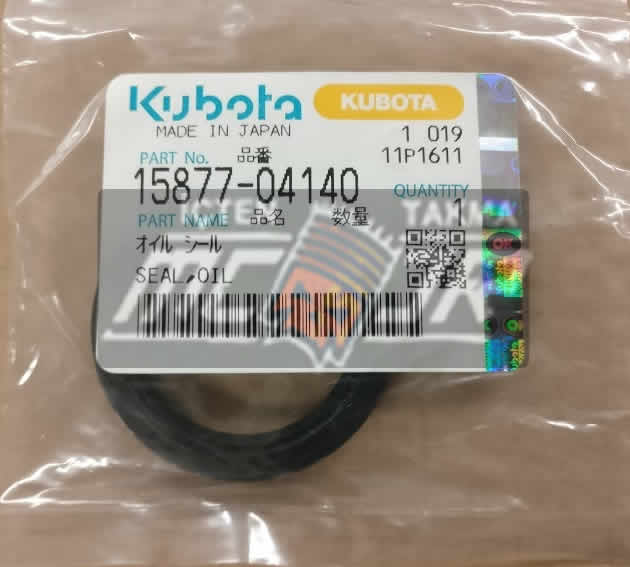 Kubota KUBOTA
MADE IN JAPAN 1 019
PART No. 品番 11P1611
15877-04140 QUANTITY
PART NAME 品名 数量 1
オイル シール
SEAL,OIL